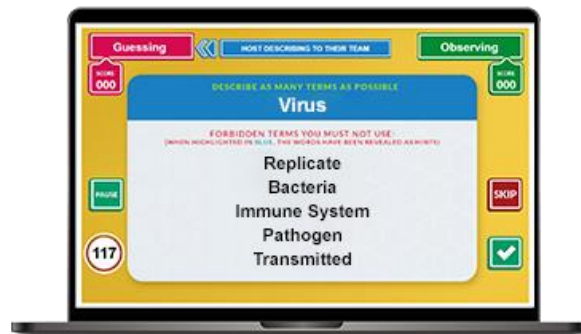 Guessing
HOST DESCRIBING TO THEIR TEAM
Observing
SCORE
000
SCORE
000
DESCRIBE AS MANY TERMS AS POSSIBLE
Virus
FORBIDDEN TERMS YOU MUST NOT USE:
(WHEN HIGHLIGHTED IN BLUE, THE WORDS HAVE BEEN REVEALED AS HINTS)
Replicate
Bacteria
Immune System
Pathogen
Transmitted
PAUSE
SKIP
117